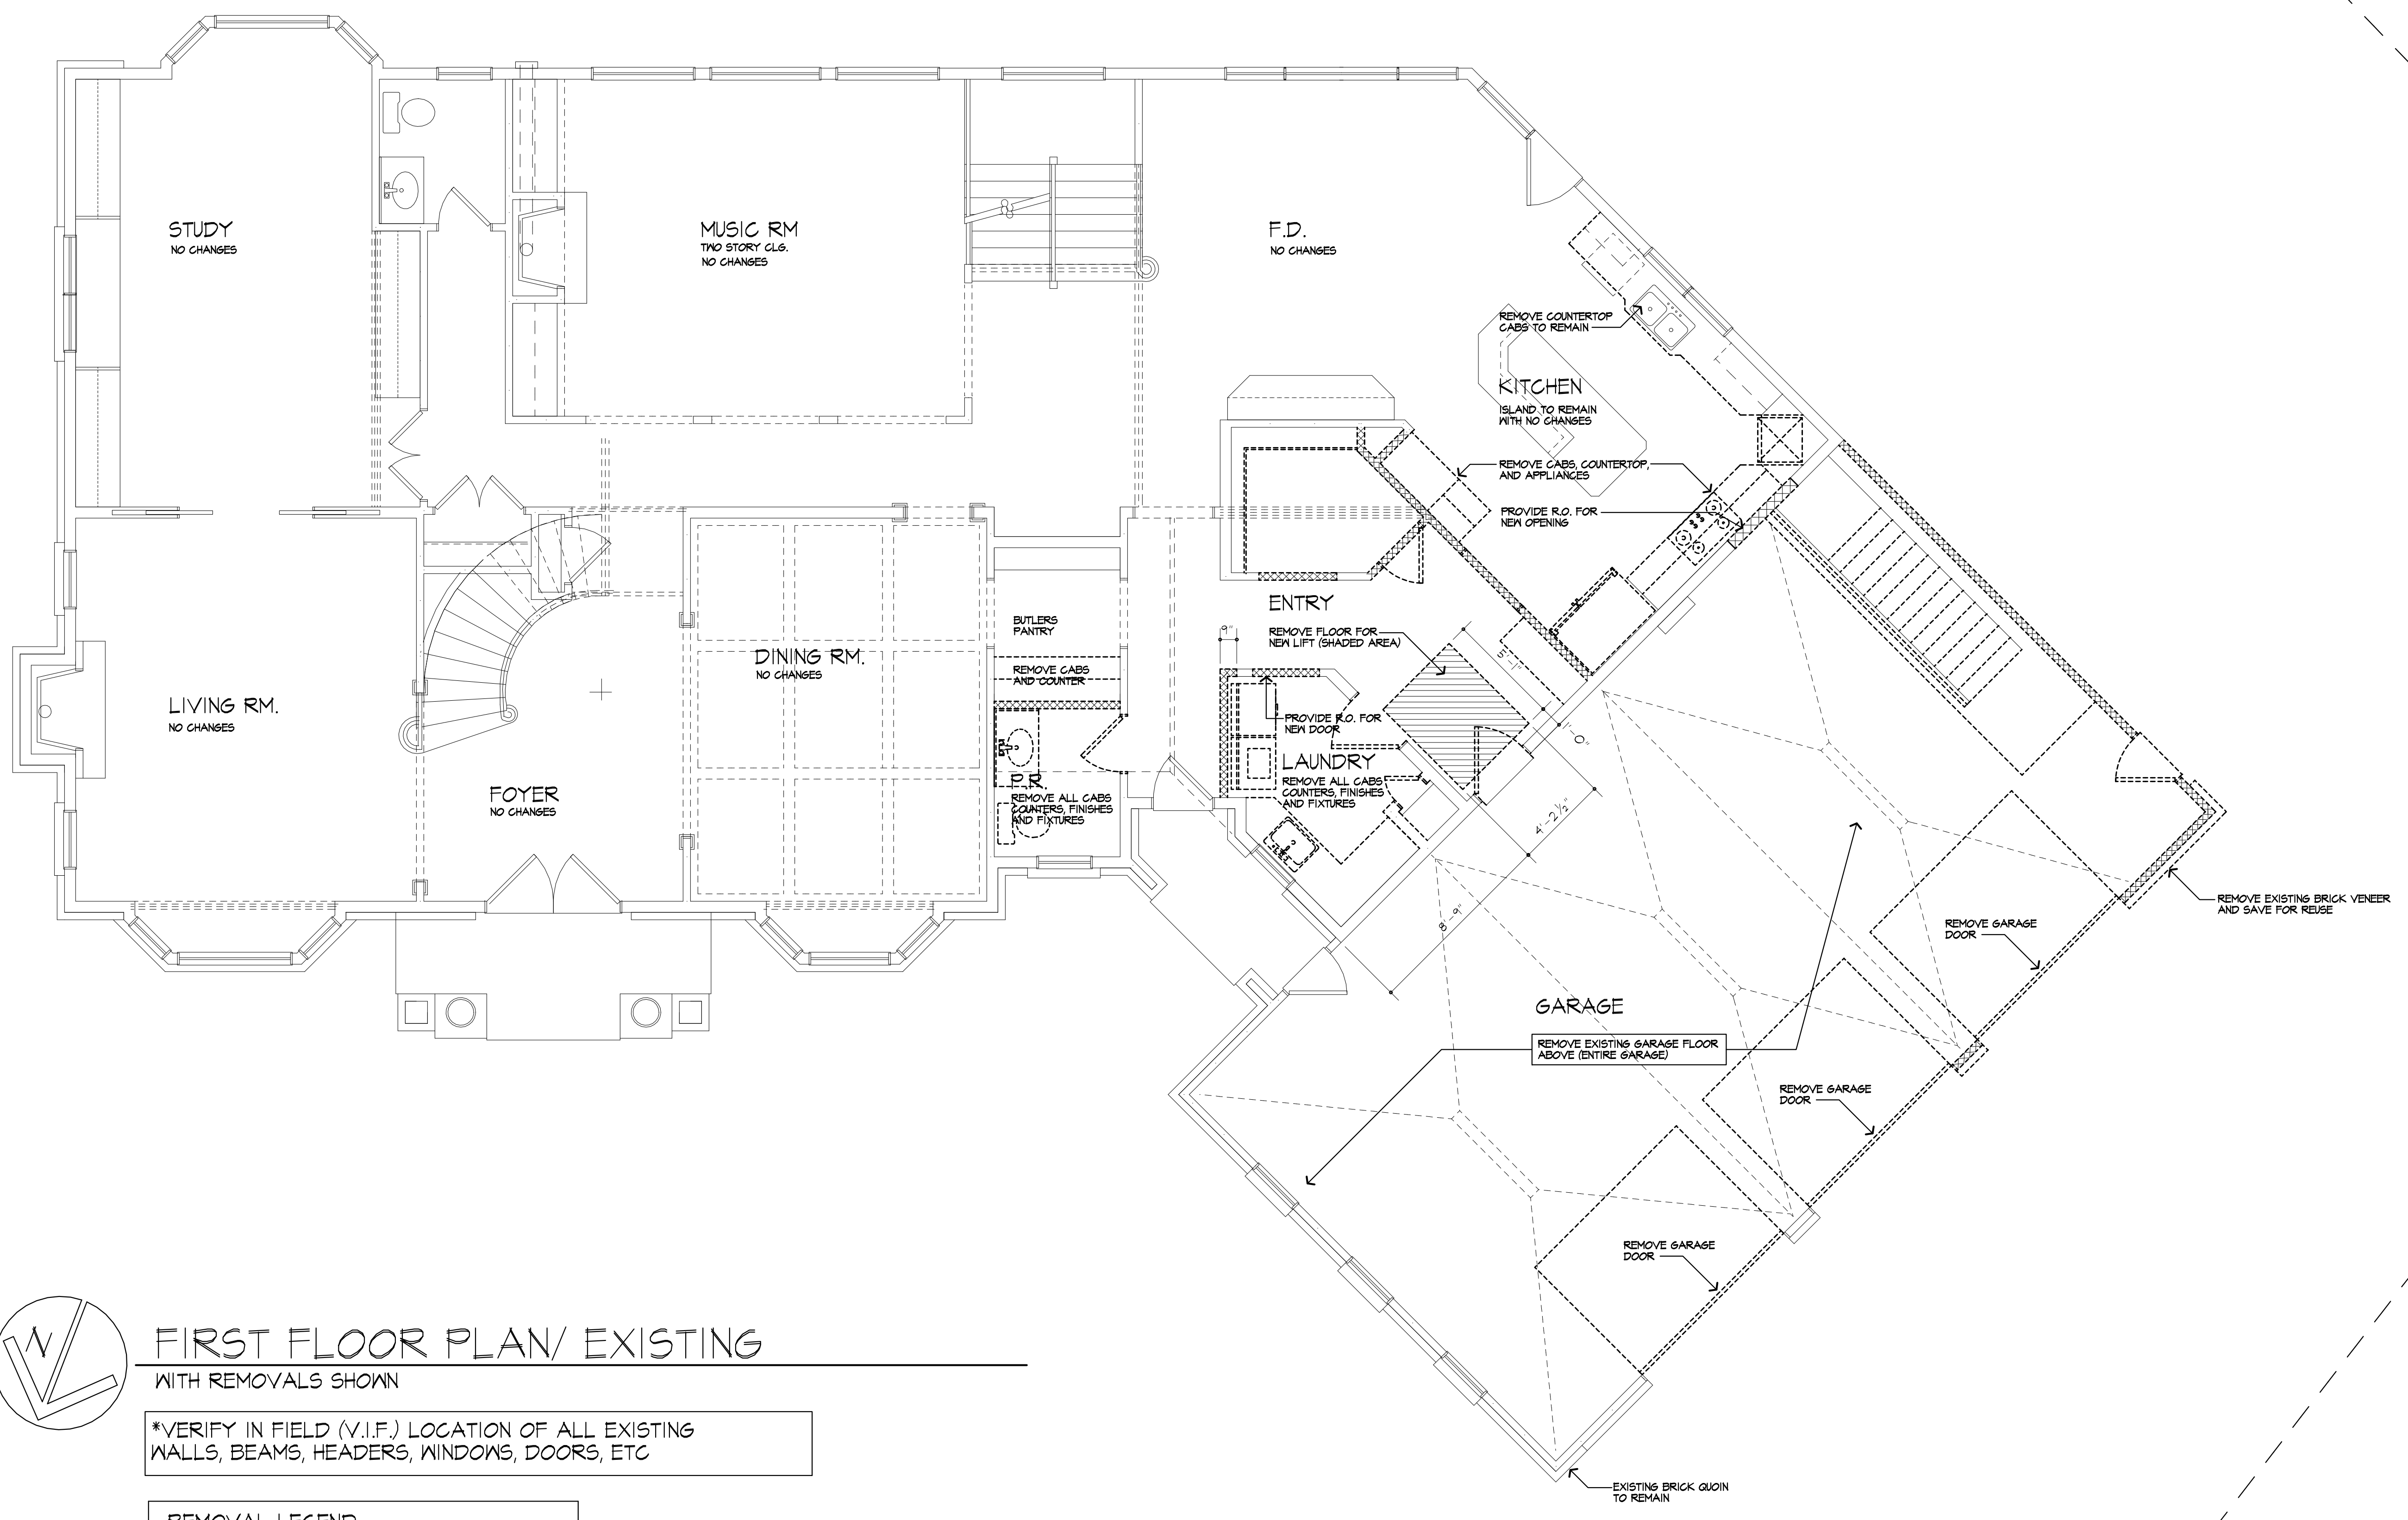 STUDY
NO CHANGES
MUSIC RM
TWO STORY CLG.
NO CHANGES
F.D.
NO CHANGES
REMOVE COUNTERTOP
CABS TO REMAIN
KITCHEN
ISLAND TO REMAIN
WITH NO CHANGES
REMOVE CABS, COUNTERTOP,
AND APPLIANCES
PROVIDE R.O. FOR
NEW OPENING
ENTRY
REMOVE FLOOR FOR
NEW LIFT (SHADED AREA)
9"
5'-1"
BUTLERS
PANTRY
REMOVE CABS
AND COUNTER
DINING RM.
NO CHANGES
LIVING RM.
NO CHANGES
PROVIDE R.O. FOR
NEW DOOR
LAUNDRY
REMOVE ALL CABS
COUNTERS, FINISHES
AND FIXTURES
P.R.
REMOVE ALL CABS
COUNTERS, FINISHES
AND FIXTURES
FOYER
NO CHANGES
4'-2½"
8'-9"
REMOVE EXISTING BRICK VENEER
AND SAVE FOR REUSE
REMOVE GARAGE
DOOR
GARAGE
REMOVE EXISTING GARAGE FLOOR
ABOVE (ENTIRE GARAGE)
REMOVE GARAGE
DOOR
REMOVE GARAGE
DOOR
N
FIRST FLOOR PLAN/ EXISTING
WITH REMOVALS SHOWN
*VERIFY IN FIELD (V.I.F.) LOCATION OF ALL EXISTING
WALLS, BEAMS, HEADERS, WINDOWS, DOORS, ETC
EXISTING BRICK QUOIN
TO REMAIN
REMOVAL LEGEND